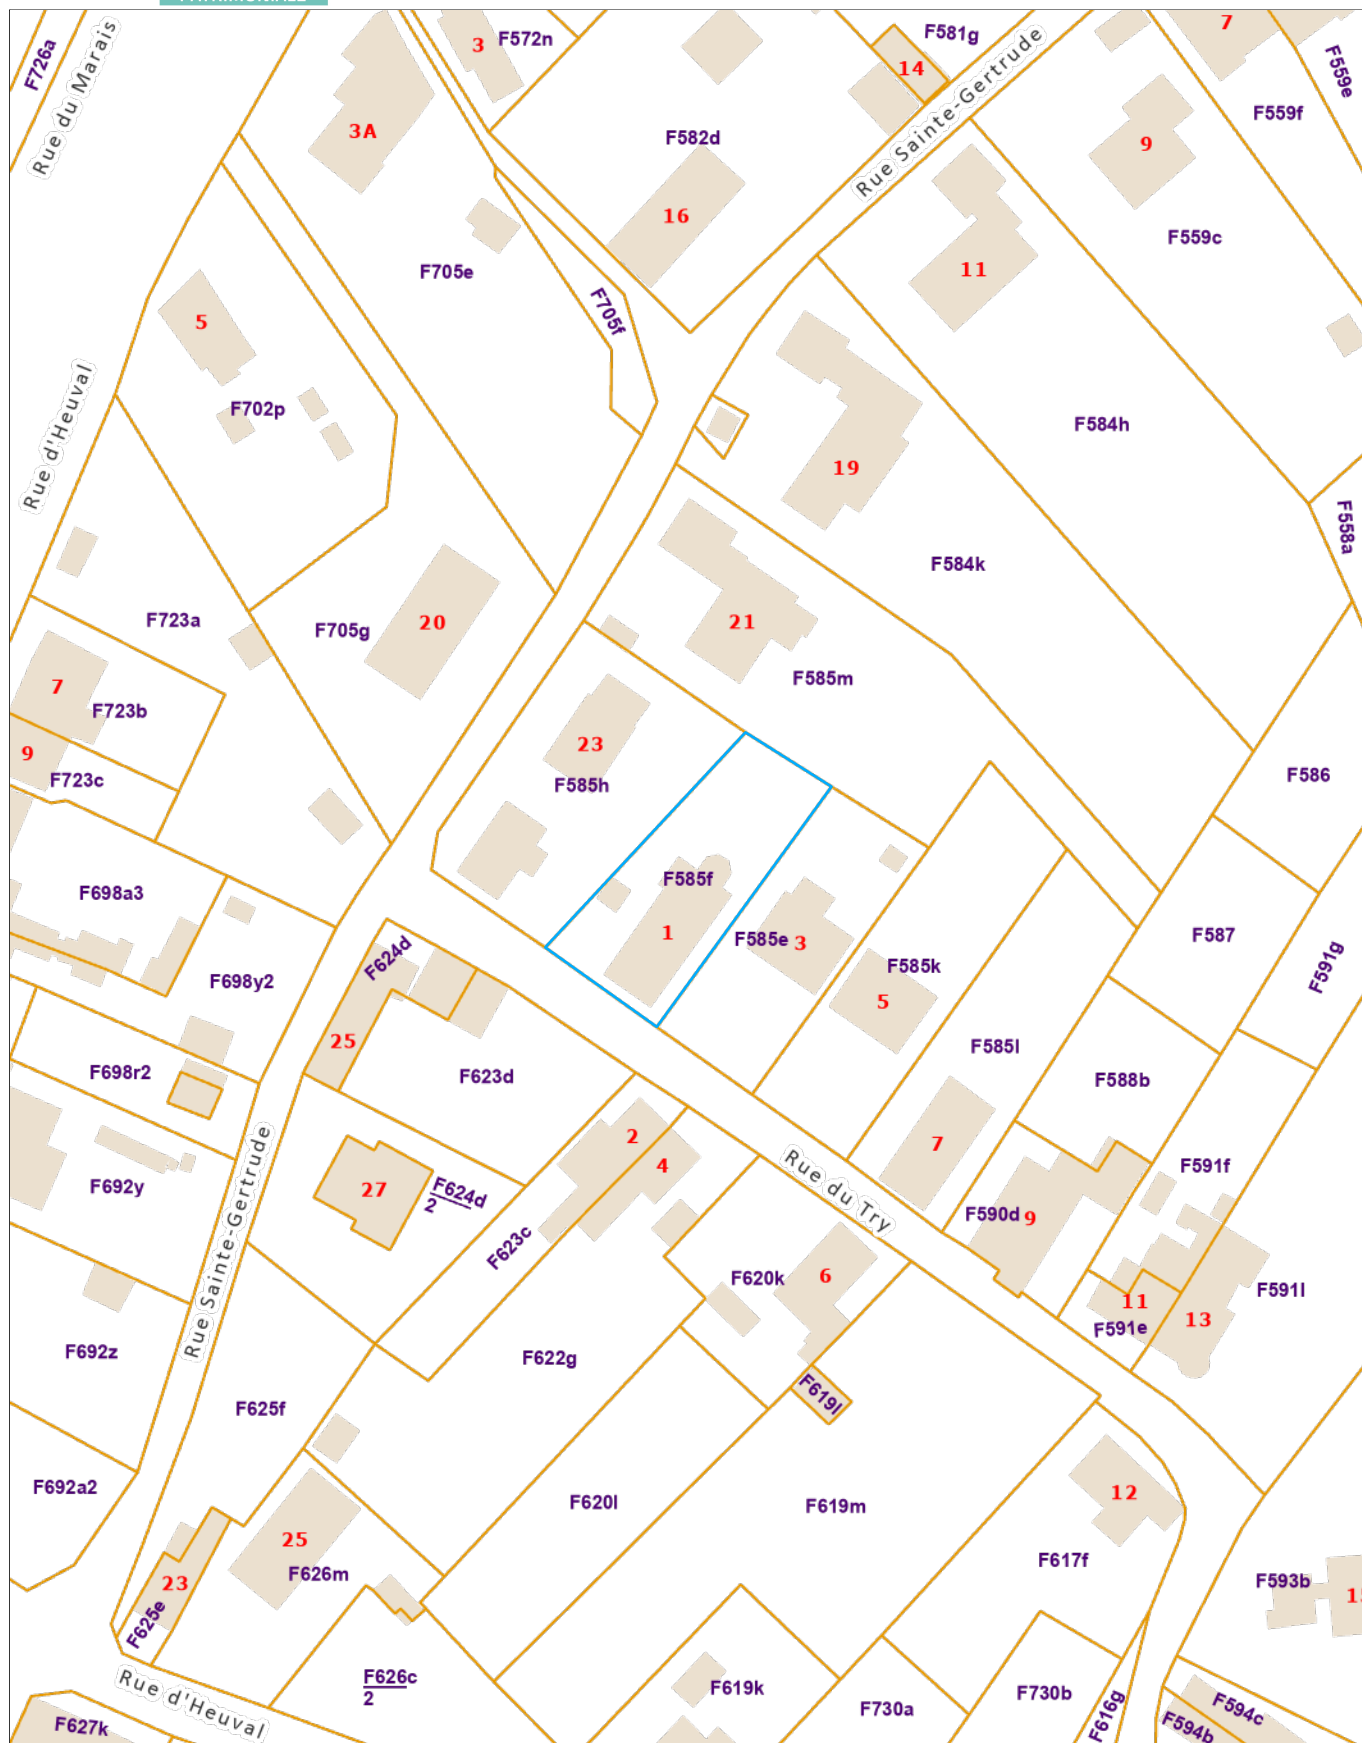 F726a
Rue du Marais
3
F572n
F581g
14
7
F559e
3A
F582d
Rue Sainte-Gertrude
9
F559f
16
F559c
F705e
11
F705f
5
F702p
Rue d'Heuval
19
F584h
F558a
F584k
F723a
F705g
20
21
F585m
7
F723b
9
F723c
23
F585h
F586
F698a3
F585f
1
F585e
3
F585k
5
F587
F591g
F624d
F698y2
25
F623d
F698r2
F585l
F588b
2
4
7
Rue du Try
F591f
F692y
27
F624d
2
F623c
F590d
9
Rue Sainte-Gertrude
F620k
6
11
F591e
13
F591l
F692z
F622g
F619l
F625f
F692a2
F620l
F619m
12
25
F626m
F617f
23
F625e
F593b
F626c
2
Rue d'Heuval
F627k
F619k
F730a
F730b
F616g
F594c
F594b